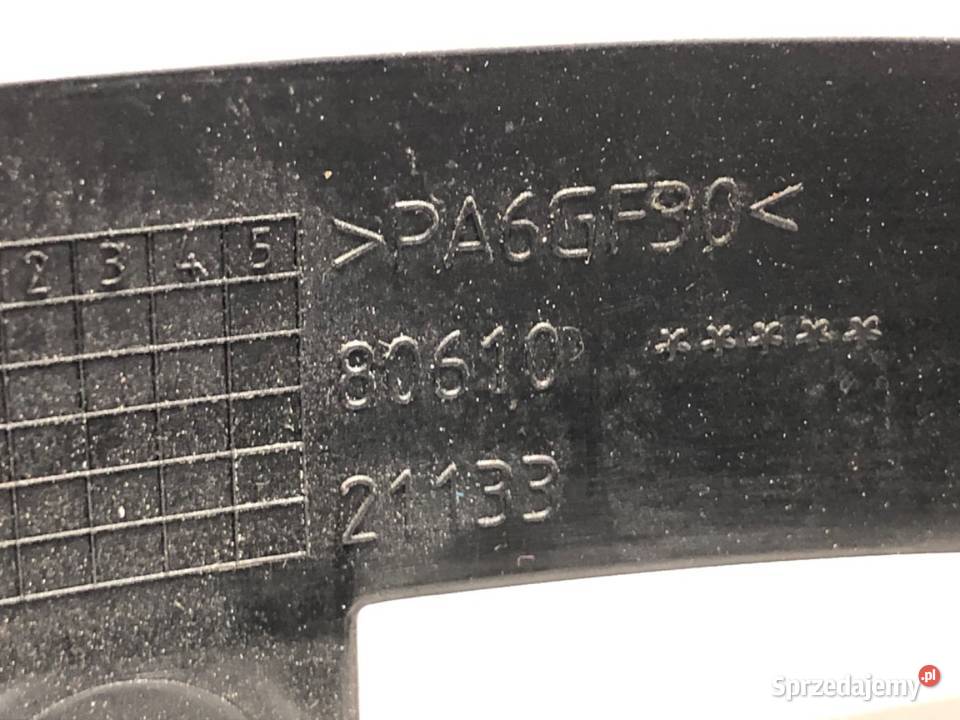 >PA6GF30<
2 3 4 5
80610 *****
21133
Sprzedajemy.pl